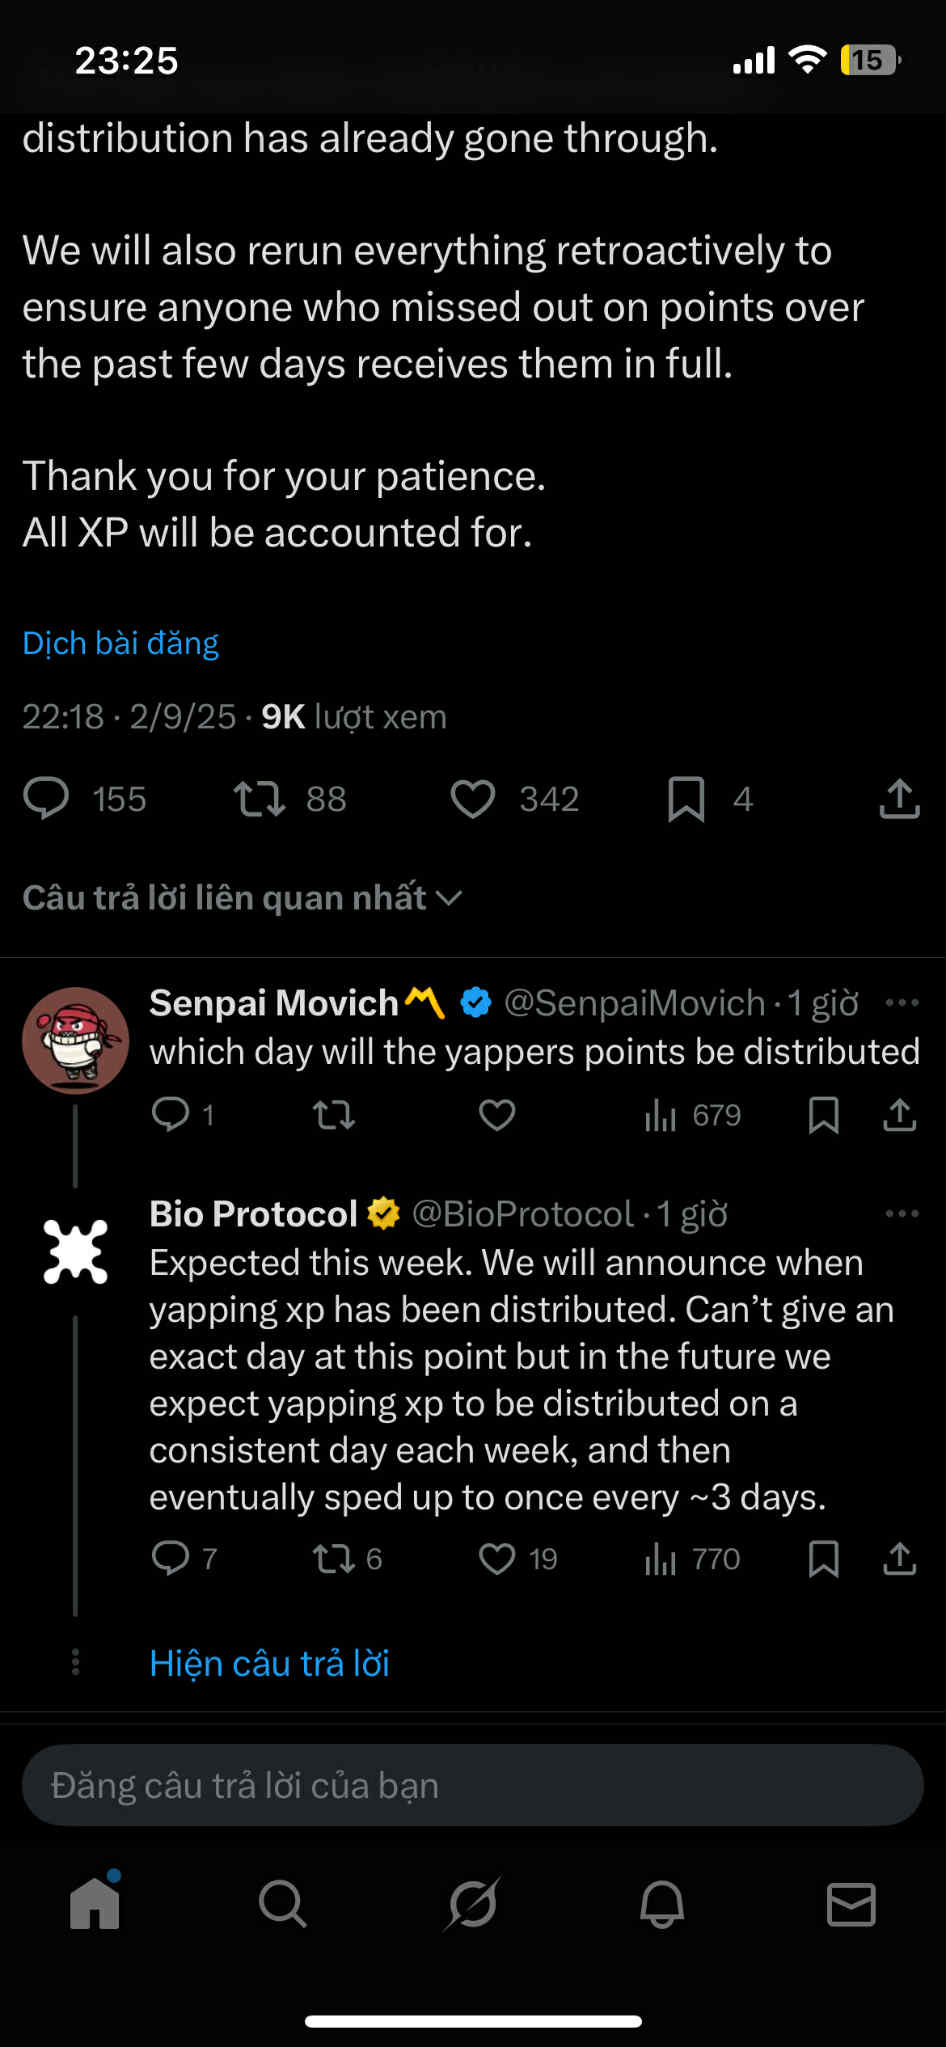 23:25
15
distribution has already gone through.
We will also rerun everything retroactively to
ensure anyone who missed out on points over
the past few days receives them in full.
Thank you for your patience.
All XP will be accounted for.
Dịch bài đăng
22:18 · 2/9/25 · 9K lượt xem
155 88 342 4
Câu trả lời liên quan nhất
Senpai Movich @SenpaiMovich · 1 giờ
which day will the yappers points be distributed
1 679
Bio Protocol @BioProtocol · 1 giờ
Expected this week. We will announce when
yapping xp has been distributed. Can’t give an
exact day at this point but in the future we
expect yapping xp to be distributed on a
consistent day each week, and then
eventually sped up to once every ~3 days.
7 6 19 770
Hiện câu trả lời
Đăng câu trả lời của bạn